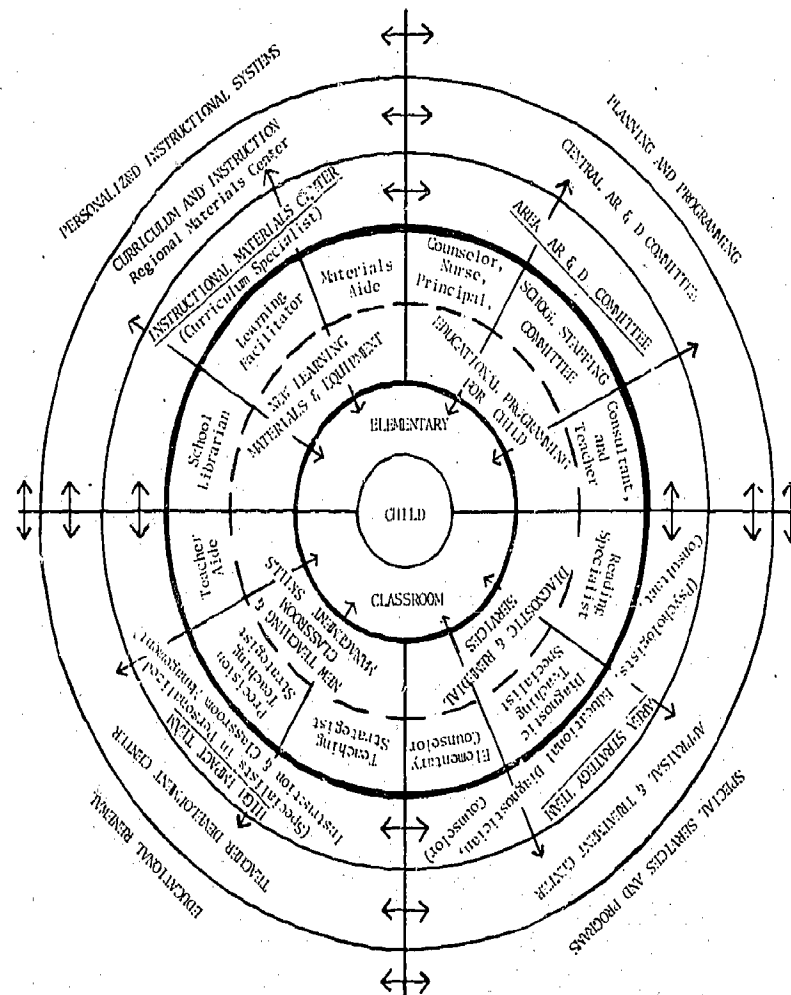 PERSONALIZED INSTRUCTIONAL SYSTEMS
CURRICULUM AND INSTRUCTION
Regional Materials Center
INSTRUCTIONAL MATERIALS CENTER
(Curriculum Specialist)
Learning
Facilitator
Materials
Aide
School
Librarian
NEW LEARNING
MATERIALS & EQUIPMENT
PLANNING AND PROGRAMMING
CENTRAL AR & D COMMITTEE
AREA AR & D COMMITTEE
Counselor,
Nurse,
Principal,
SCHOOL STAFFING
COMMITTEE
Consultant,
and
Teacher
EDUCATIONAL PROGRAMMING
FOR CHILD
ELEMENTARY
CHILD
CLASSROOM
Teacher
Aide
Precision
Teaching
Strategist
Teaching
Strategist
NEW TEACHING &
CLASSROOM MANAGEMENT
SKILLS
HIGH IMPACT TEAM
(Specialists in Personalized
Instruction & Classroom Management)
TEACHER DEVELOPMENT CENTER
EDUCATIONAL RENEWAL
Reading
Specialist
Diagnostic
Teaching
Specialist
Elementary
Counselor
DIAGNOSTIC & REMEDIAL
SERVICES
AREA STRATEGY TEAM
(Psychologists, Consultant
Educational Diagnostician,
Counselor)
APPRAISAL & TREATMENT CENTER
SPECIAL SERVICES AND PROGRAMS